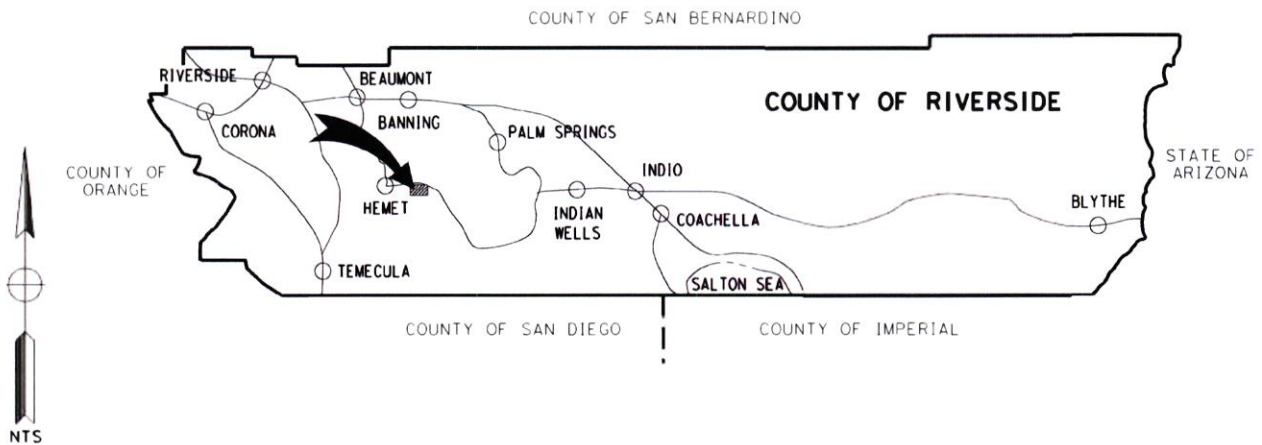 COUNTY OF SAN BERNARDINO
RIVERSIDE
BEAUMONT
COUNTY OF RIVERSIDE
CORONA
BANNING
PALM SPRINGS
COUNTY OF
ORANGE
STATE OF
ARIZONA
HEMET
INDIO
INDIAN
WELLS
COACHELLA
BLYTHE
TEMECULA
SALTON SEA
COUNTY OF SAN DIEGO
COUNTY OF IMPERIAL
NTS